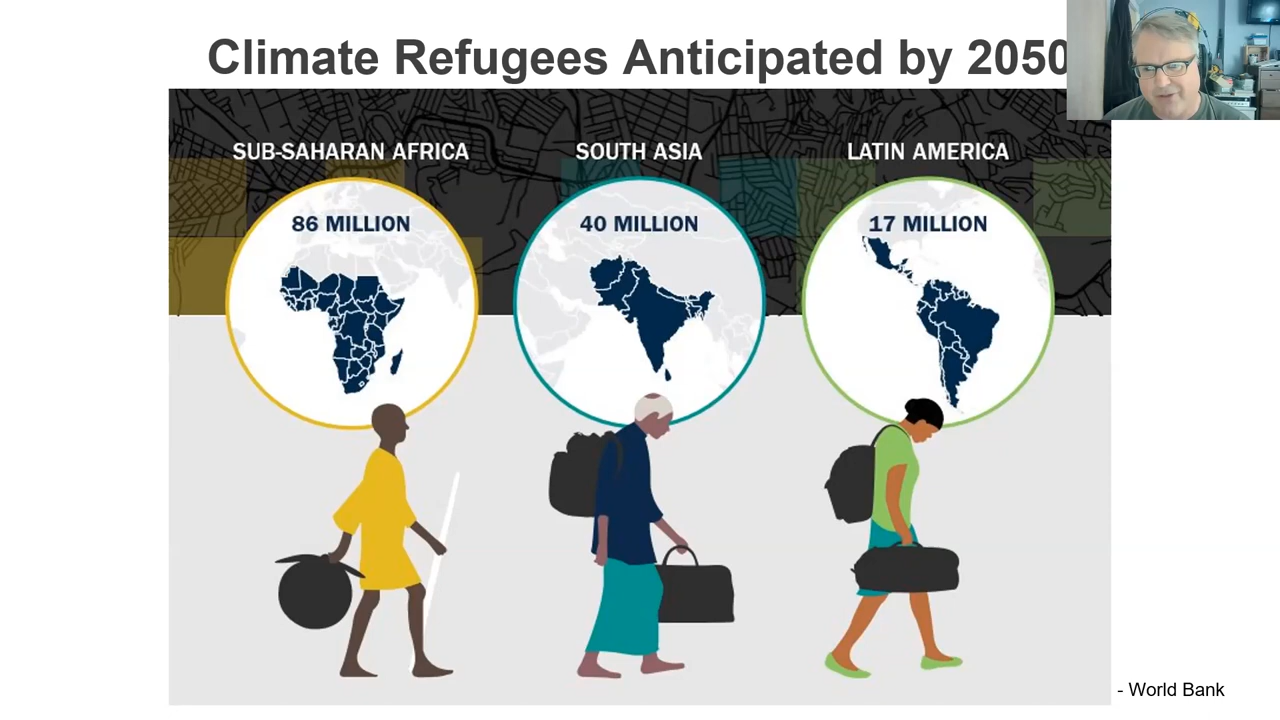 Climate Refugees Anticipated by 2050
SUB-SAHARAN AFRICA
SOUTH ASIA
LATIN AMERICA
86 MILLION
40 MILLION
17 MILLION
- World Bank